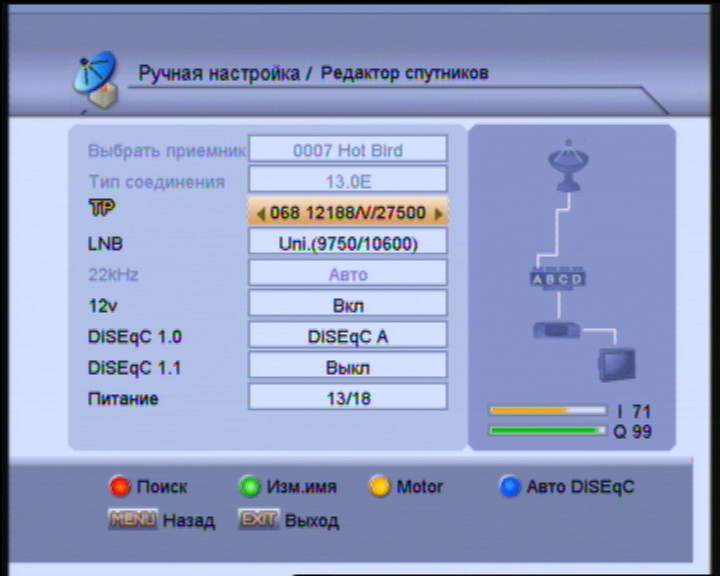 Ручная настройка / Редактор спутников
Выбрать приемник 0007 Hot Bird
Тип соединения 13.0E
TP 068 12188/V/27500
LNB Uni.(9750/10600)
22kHz Авто
12v Вкл
DiSEqC 1.0 DiSEqC A
DiSEqC 1.1 Выкл
Питание 13/18
A B C D
I 71
Q 99
Поиск Изм.имя Motor Авто DiSEqC
MENU Назад EXIT Выход